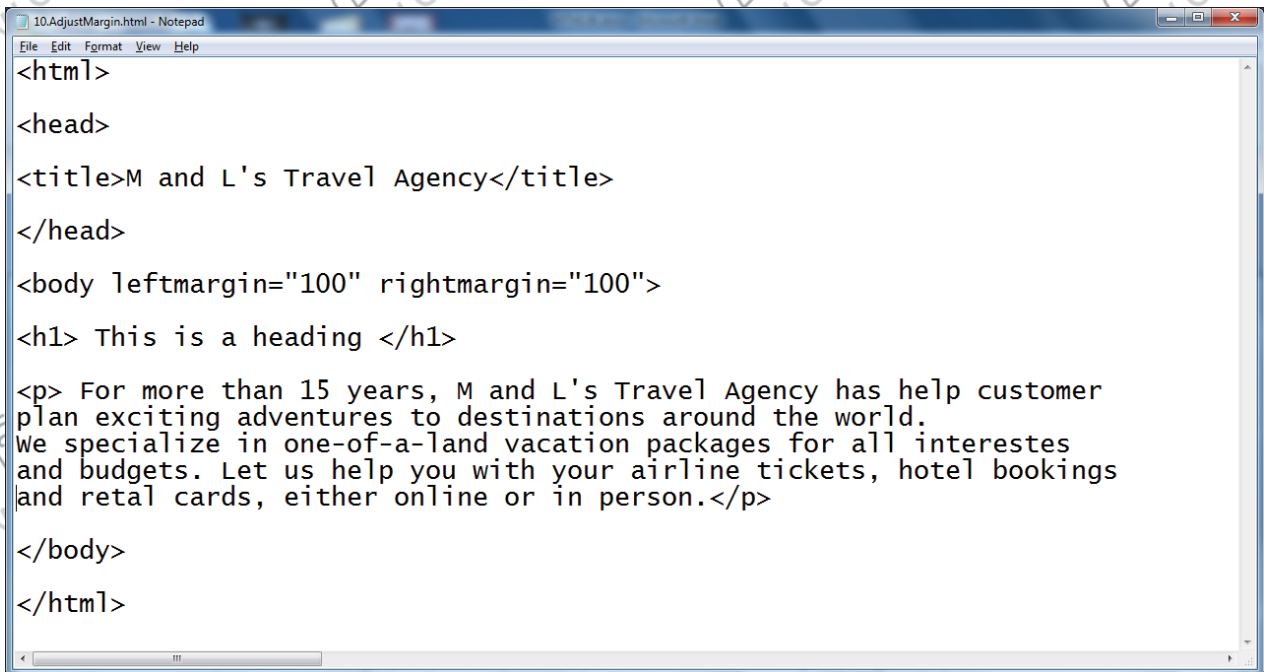 10.AdjustMargin.html - Notepad
File Edit Format View Help
<html>
<head>
<title>M and L's Travel Agency</title>
</head>
<body leftmargin="100" rightmargin="100">
<h1> This is a heading </h1>
<p> For more than 15 years, M and L's Travel Agency has help customer
plan exciting adventures to destinations around the world.
We specialize in one-of-a-land vacation packages for all interestes
and budgets. Let us help you with your airline tickets, hotel bookings
and retal cards, either online or in person.</p>
</body>
</html>